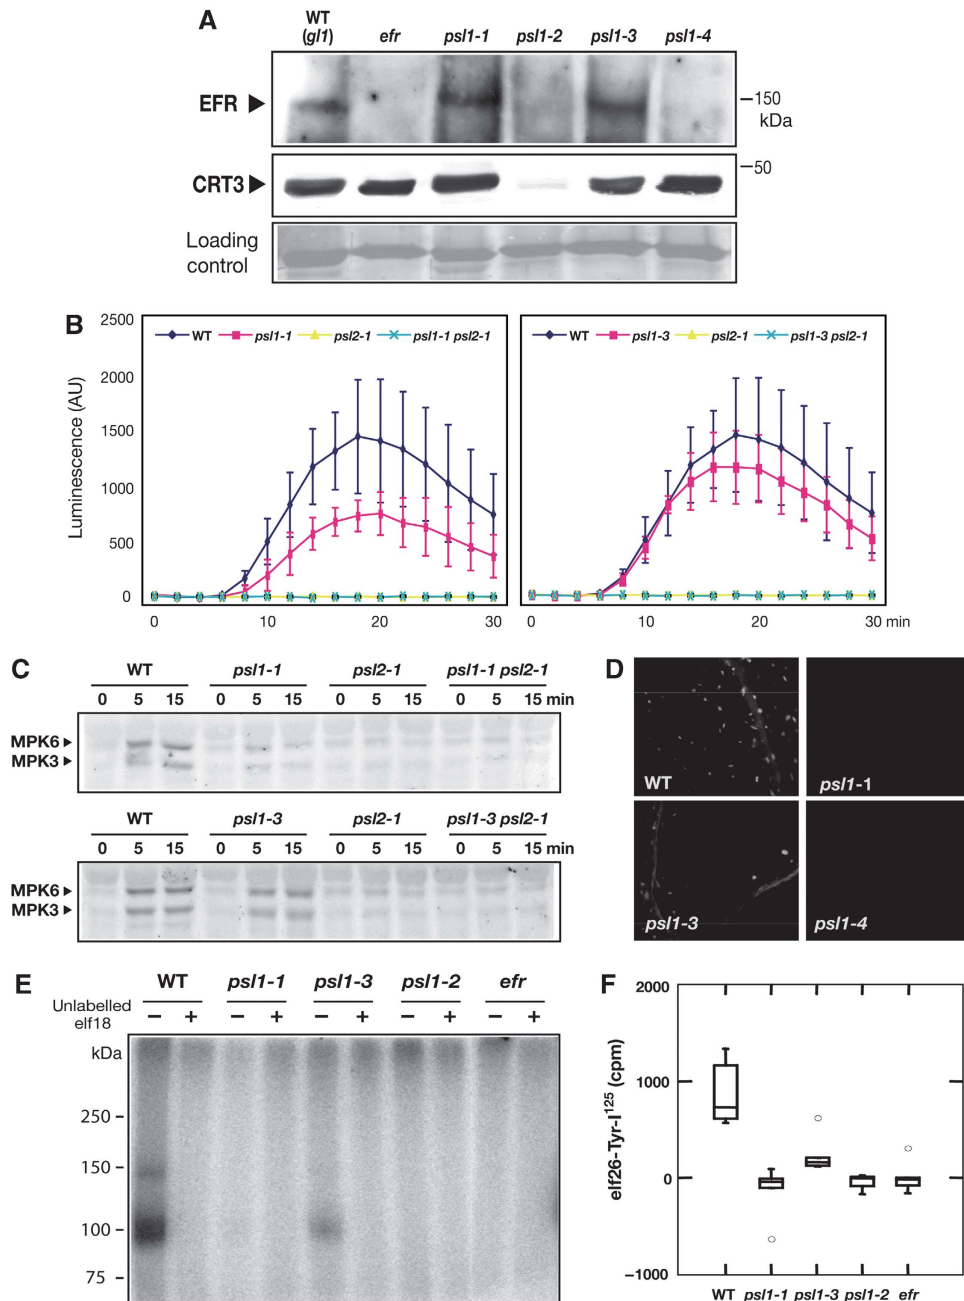 A
WT (gl1) efr psl1-1 psl1-2 psl1-3 psl1-4
EFR
150 kDa
CRT3
50
Loading control
B
Luminescence (AU)
2500
2000
1500
1000
500
0
WT psl1-1 psl2-1 psl1-1 psl2-1
0 10 20 30
WT psl1-3 psl2-1 psl1-3 psl2-1
0 10 20 30 min
C
WT psl1-1 psl2-1 psl1-1 psl2-1
0 5 15 0 5 15 0 5 15 0 5 15 min
MPK6
MPK3
WT psl1-3 psl2-1 psl1-3 psl2-1
0 5 15 0 5 15 0 5 15 0 5 15 min
MPK6
MPK3
D
WT
psl1-1
psl1-3
psl1-4
E
WT psl1-1 psl1-3 psl1-2 efr
Unlabelled elf18 – + – + – + – + – +
kDa
250
150
100
75
F
elf26-Tyr-I125 (cpm)
2000
1000
0
–1000
WT psl1-1 psl1-3 psl1-2 efr